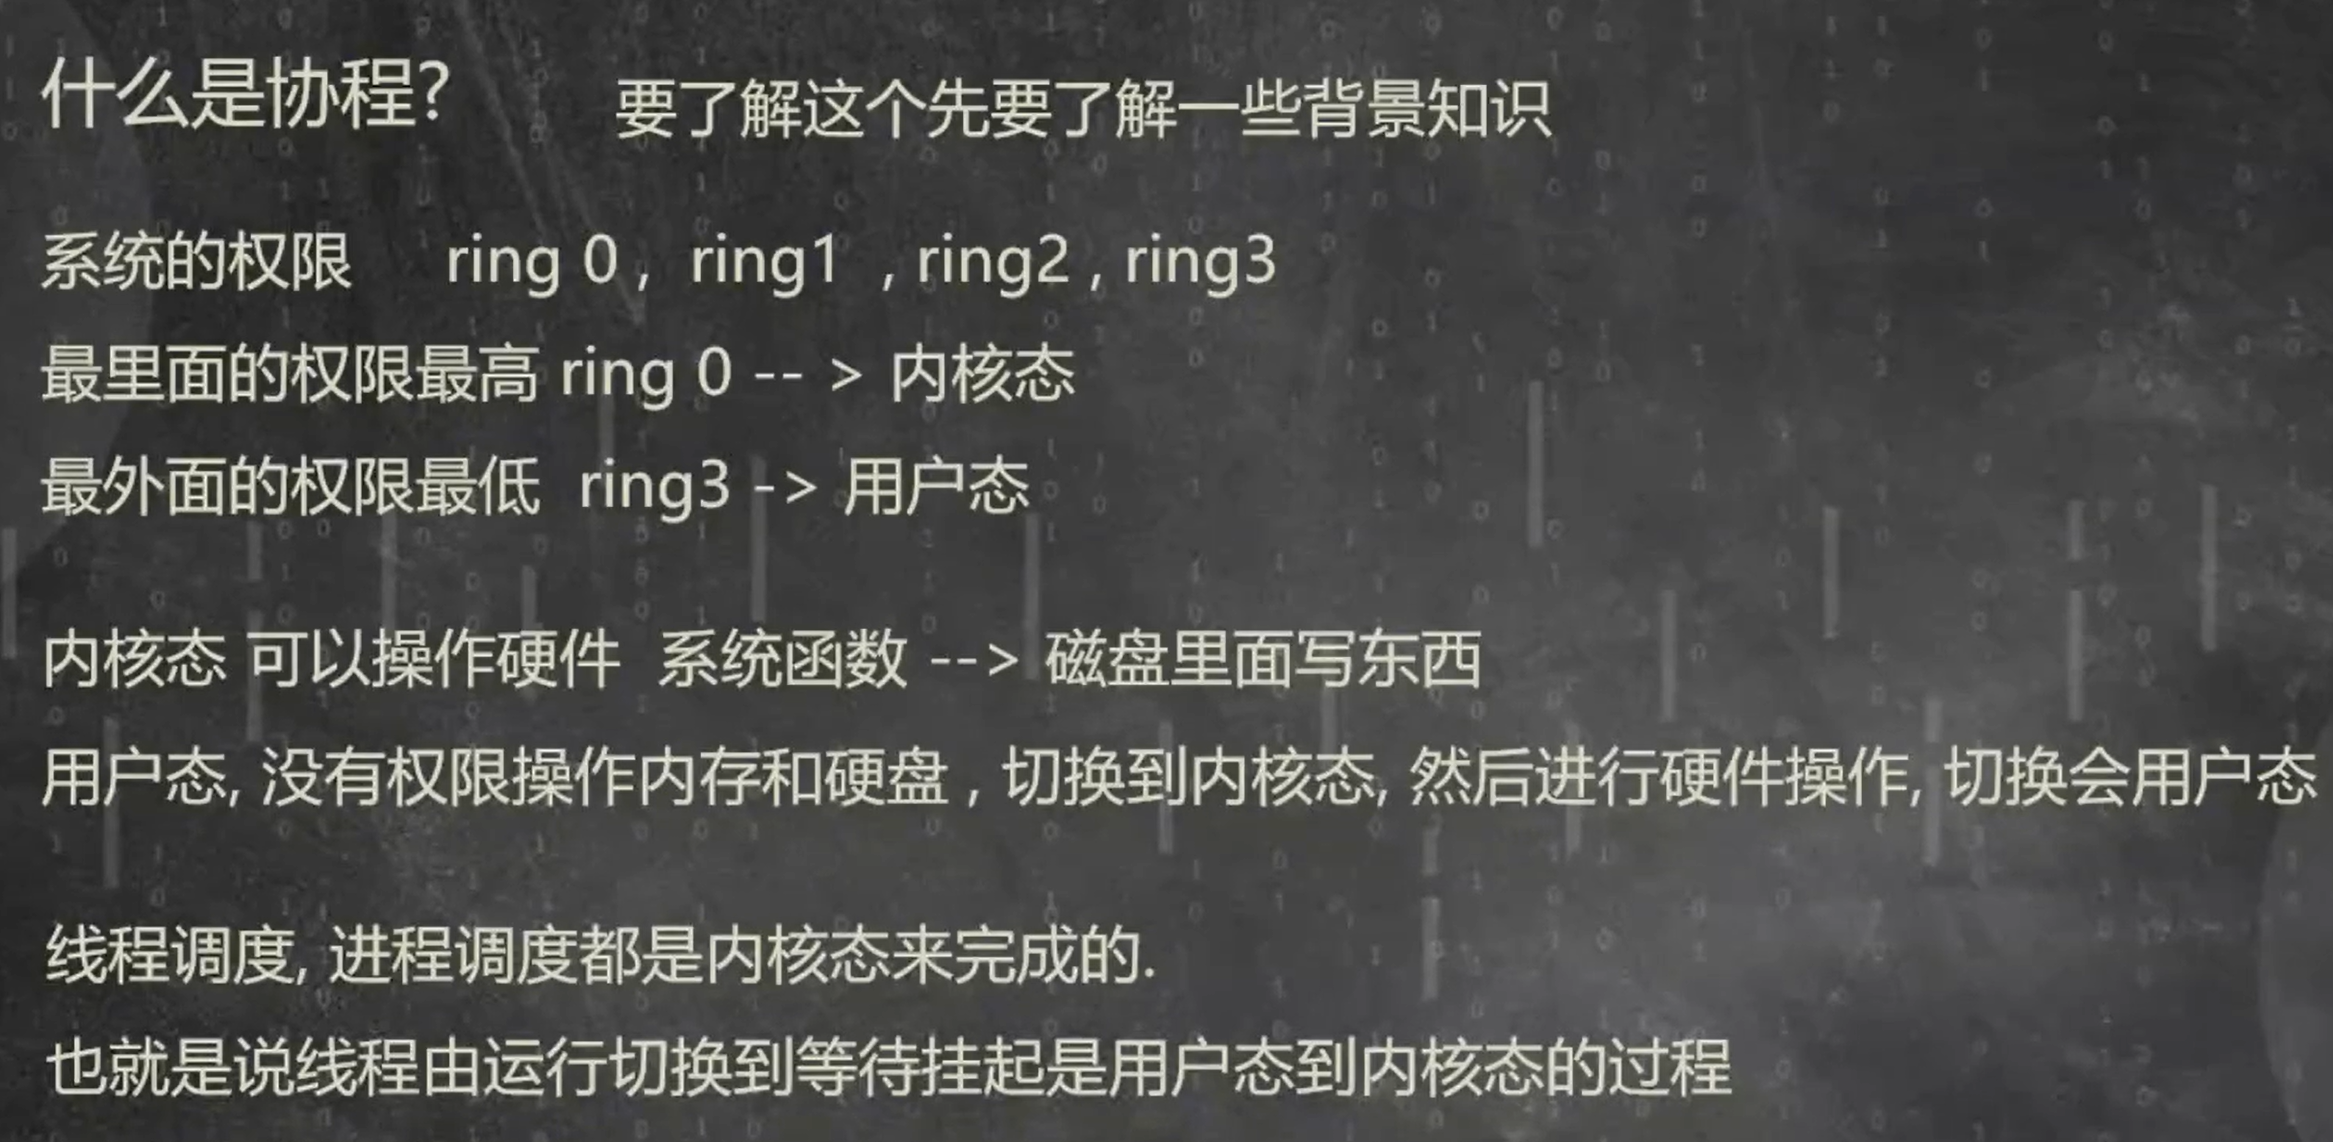 什么是协程? 要了解这个先要了解一些背景知识
系统的权限 ring 0 , ring1 , ring2 , ring3
最里面的权限最高 ring 0 -- > 内核态
最外面的权限最低 ring3 -> 用户态
内核态 可以操作硬件 系统函数 --> 磁盘里面写东西
用户态, 没有权限操作内存和硬盘 , 切换到内核态, 然后进行硬件操作, 切换会用户态
线程调度, 进程调度都是内核态来完成的.
也就是说线程由运行切换到等待挂起是用户态到内核态的过程